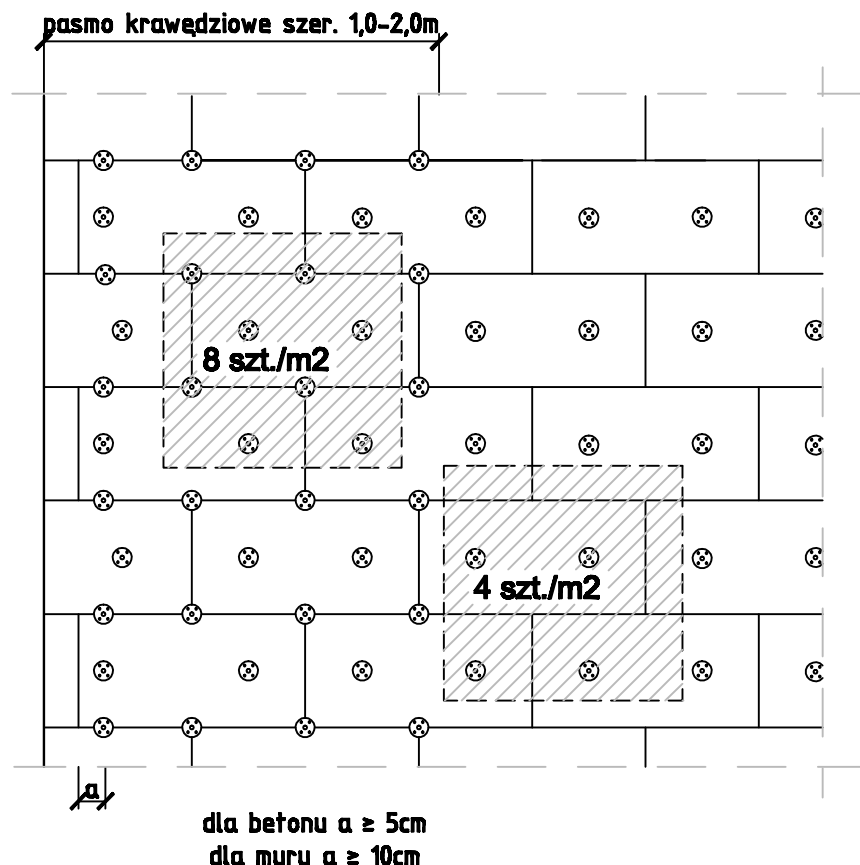 pasmo krawędziowe szer. 1,0-2,0m
8 szt./m2
4 szt./m2
a
dla betonu a ≥ 5cm
dla muru a ≥ 10cm